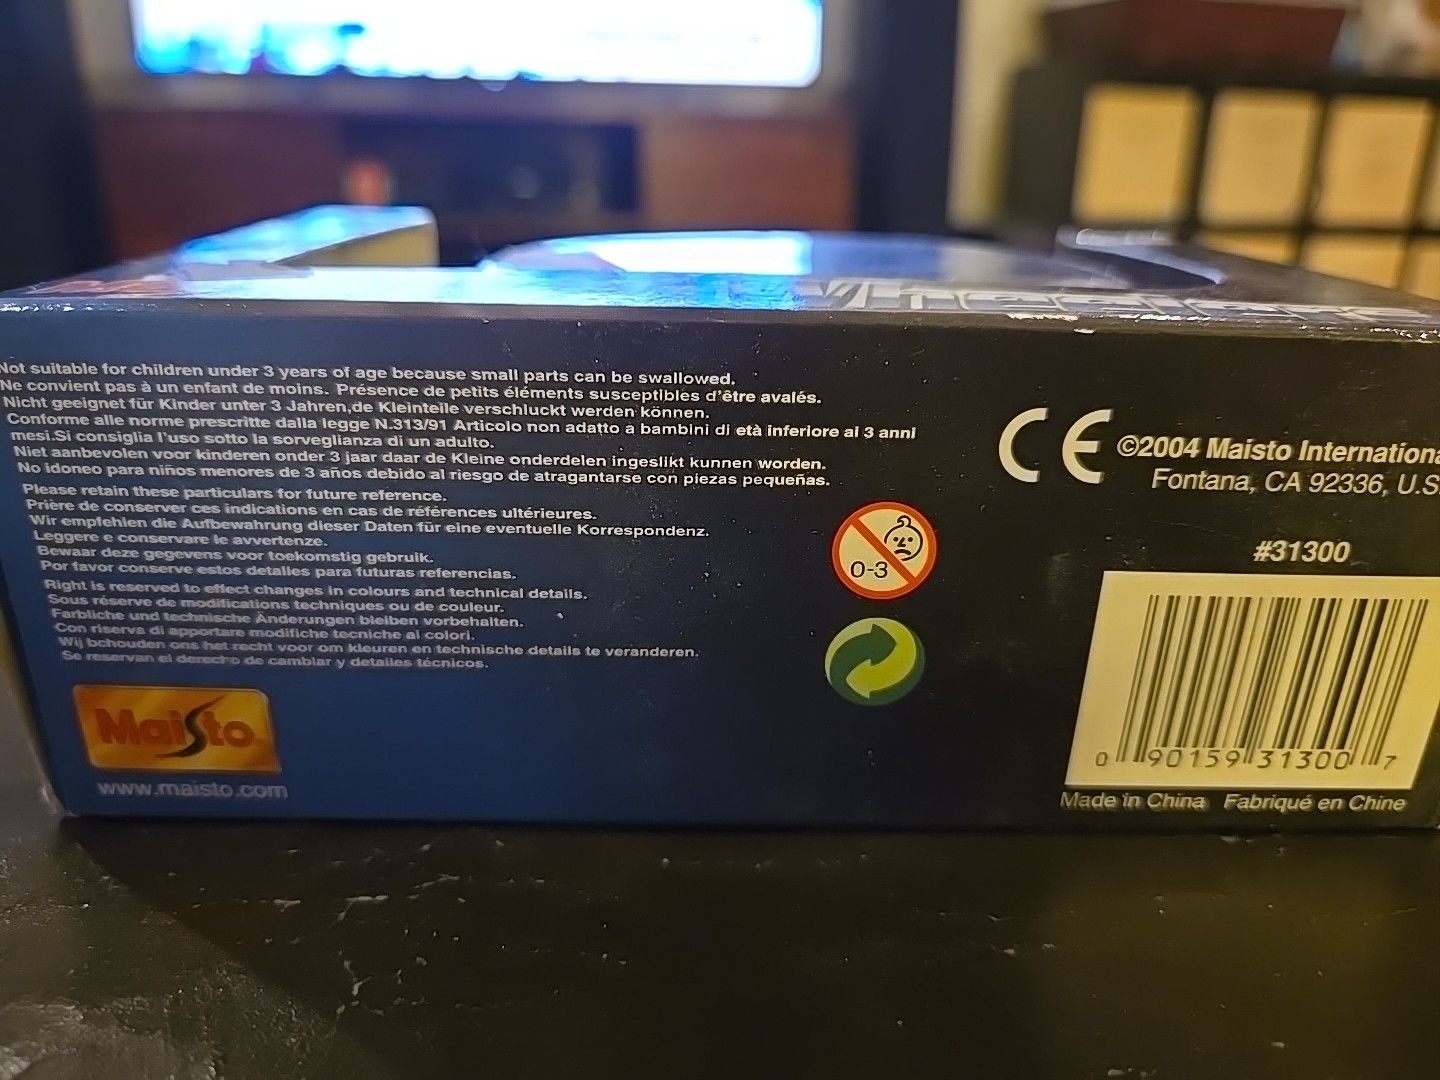 Wheelers
Not suitable for children under 3 years of age because small parts can be swallowed.
Ne convient pas à un enfant de moins. Présence de petits éléments susceptibles d'être avalés.
Nicht geeignet für Kinder unter 3 Jahren,de Kleinteile verschluckt werden können.
Conforme alle norme prescritte dalla legge N.313/91 Articolo non adatto a bambini di età inferiore ai 3 anni
mesi.Si consiglia l'uso sotto la sorveglianza di un adulto.
Niet aanbevolen voor kinderen onder 3 jaar daar de Kleine onderdelen ingeslikt kunnen worden.
No idoneo para niños menores de 3 años debido al riesgo de atragantarse con piezas pequeñas.
Please retain these particulars for future reference.
Prière de conserver ces indications en cas de références ultérieures.
Wir empfehlen die Aufbewahrung dieser Daten für eine eventuelle Korrespondenz.
Leggere e conservare le avvertenze.
Bewaar deze gegevens voor toekomstig gebruik.
Por favor conserve estos detalles para futuras referencias.
Right is reserved to effect changes in colours and technical details.
Sous réserve de modifications techniques ou de couleur.
Farbliche und technische Änderungen bleiben vorbehalten.
Con riserva di apportare modifiche tecniche ai colori.
Wij bchouden ons het recht voor om kleuren en technische details te veranderen.
Se reservan el derecho de cambiar y detailes técnicos.
Maisto
www.maisto.com
0-3
CE
©2004 Maisto Internationa
Fontana, CA 92336, U.S.
#31300
0 90159 31300 7
Made in China Fabriqué en Chine